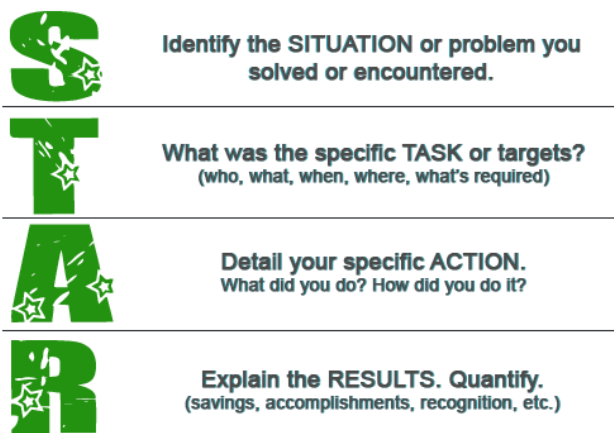 S
Identify the SITUATION or problem you
solved or encountered.
T
What was the specific TASK or targets?
(who, what, when, where, what's required)
A
Detail your specific ACTION.
What did you do? How did you do it?
R
Explain the RESULTS. Quantify.
(savings, accomplishments, recognition, etc.)